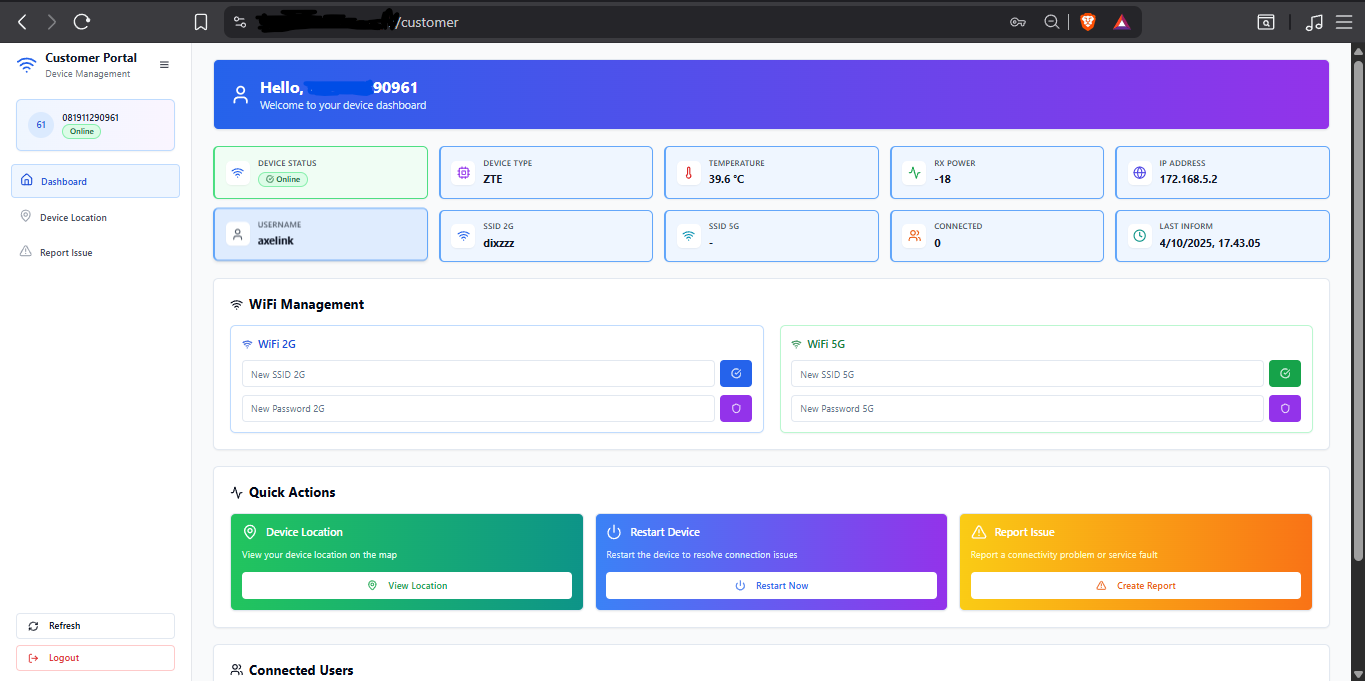 /customer
Customer Portal
Device Management
61
081911290961
Online
Dashboard
Device Location
Report Issue
Refresh
Logout
Hello, 90961
Welcome to your device dashboard
DEVICE STATUS
Online
DEVICE TYPE
ZTE
TEMPERATURE
39.6 °C
RX POWER
-18
IP ADDRESS
172.168.5.2
USERNAME
axelink
SSID 2G
dixzzz
SSID 5G
-
CONNECTED
0
LAST INFORM
4/10/2025, 17.43.05
WiFi Management
WiFi 2G
New SSID 2G
New Password 2G
WiFi 5G
New SSID 5G
New Password 5G
Quick Actions
Device Location
View your device location on the map
View Location
Restart Device
Restart the device to resolve connection issues
Restart Now
Report Issue
Report a connectivity problem or service fault
Create Report
Connected Users